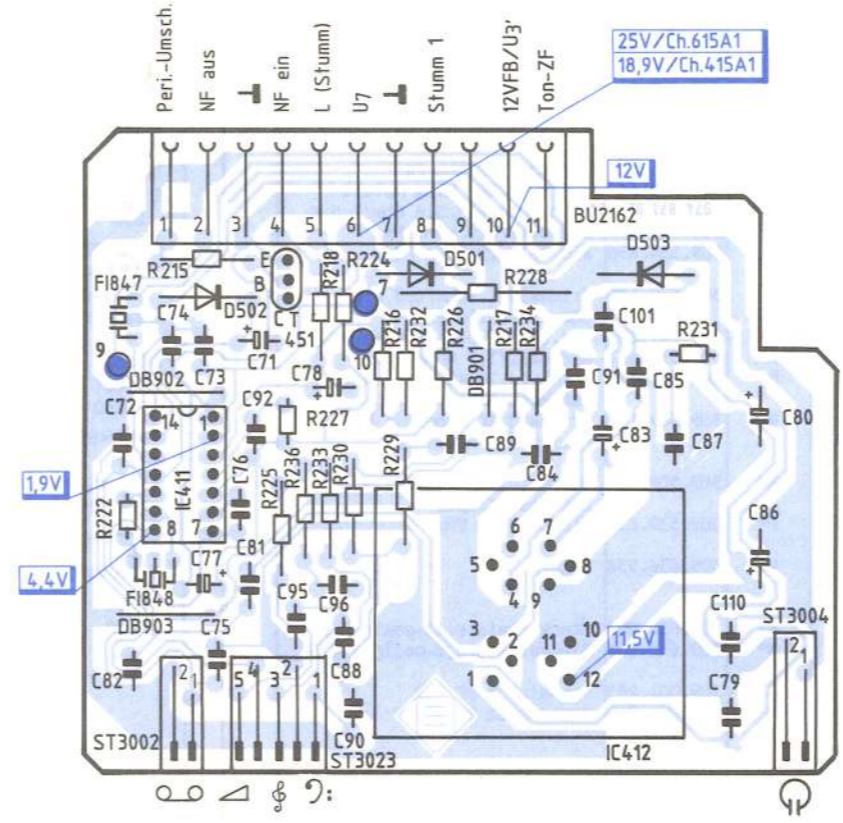 Peri.-Umsch.
NF aus
NF ein
L (Stumm)
U7
Stumm 1
12VFB/U3'
Ton-ZF
25V/Ch.615A1
18,9V/Ch.415A1
12V
1 2 3 4 5 6 7 8 9 10 11
BU2162
R215
E
B
C T
451
R218
R224
7
D501
R228
D503
FI847
D502
C74
C71
C73
9
10
R216
R232
R226
DB901
R217
R234
C101
R231
C78
C91
C85
DB902
C72
C92
R227
C80
14 1
IC411
8 7
C89
C84
C83
C87
1,9V
C76
R225
R236
R233
R230
R229
R222
C86
4,4V
C77
C81
FI848
C95
C96
6 7
5 8
4 9
3 2 11 10
1 12
11,5V
DB903
C75
C110
ST3004
2 1
C82
2 1
5 4 3 2 1
C88
C79
C90
ST3002
ST3023
IC412